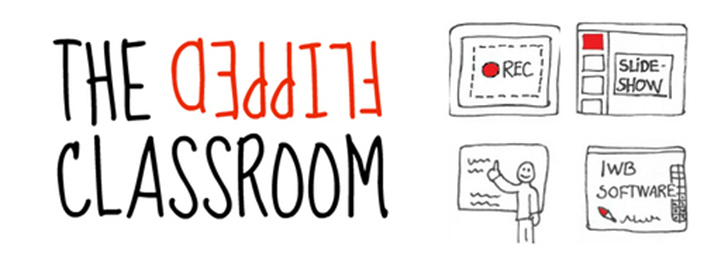 THE FLIPPED
CLASSROOM
REC
SLIDE-
SHOW
IWB
SOFTWARE